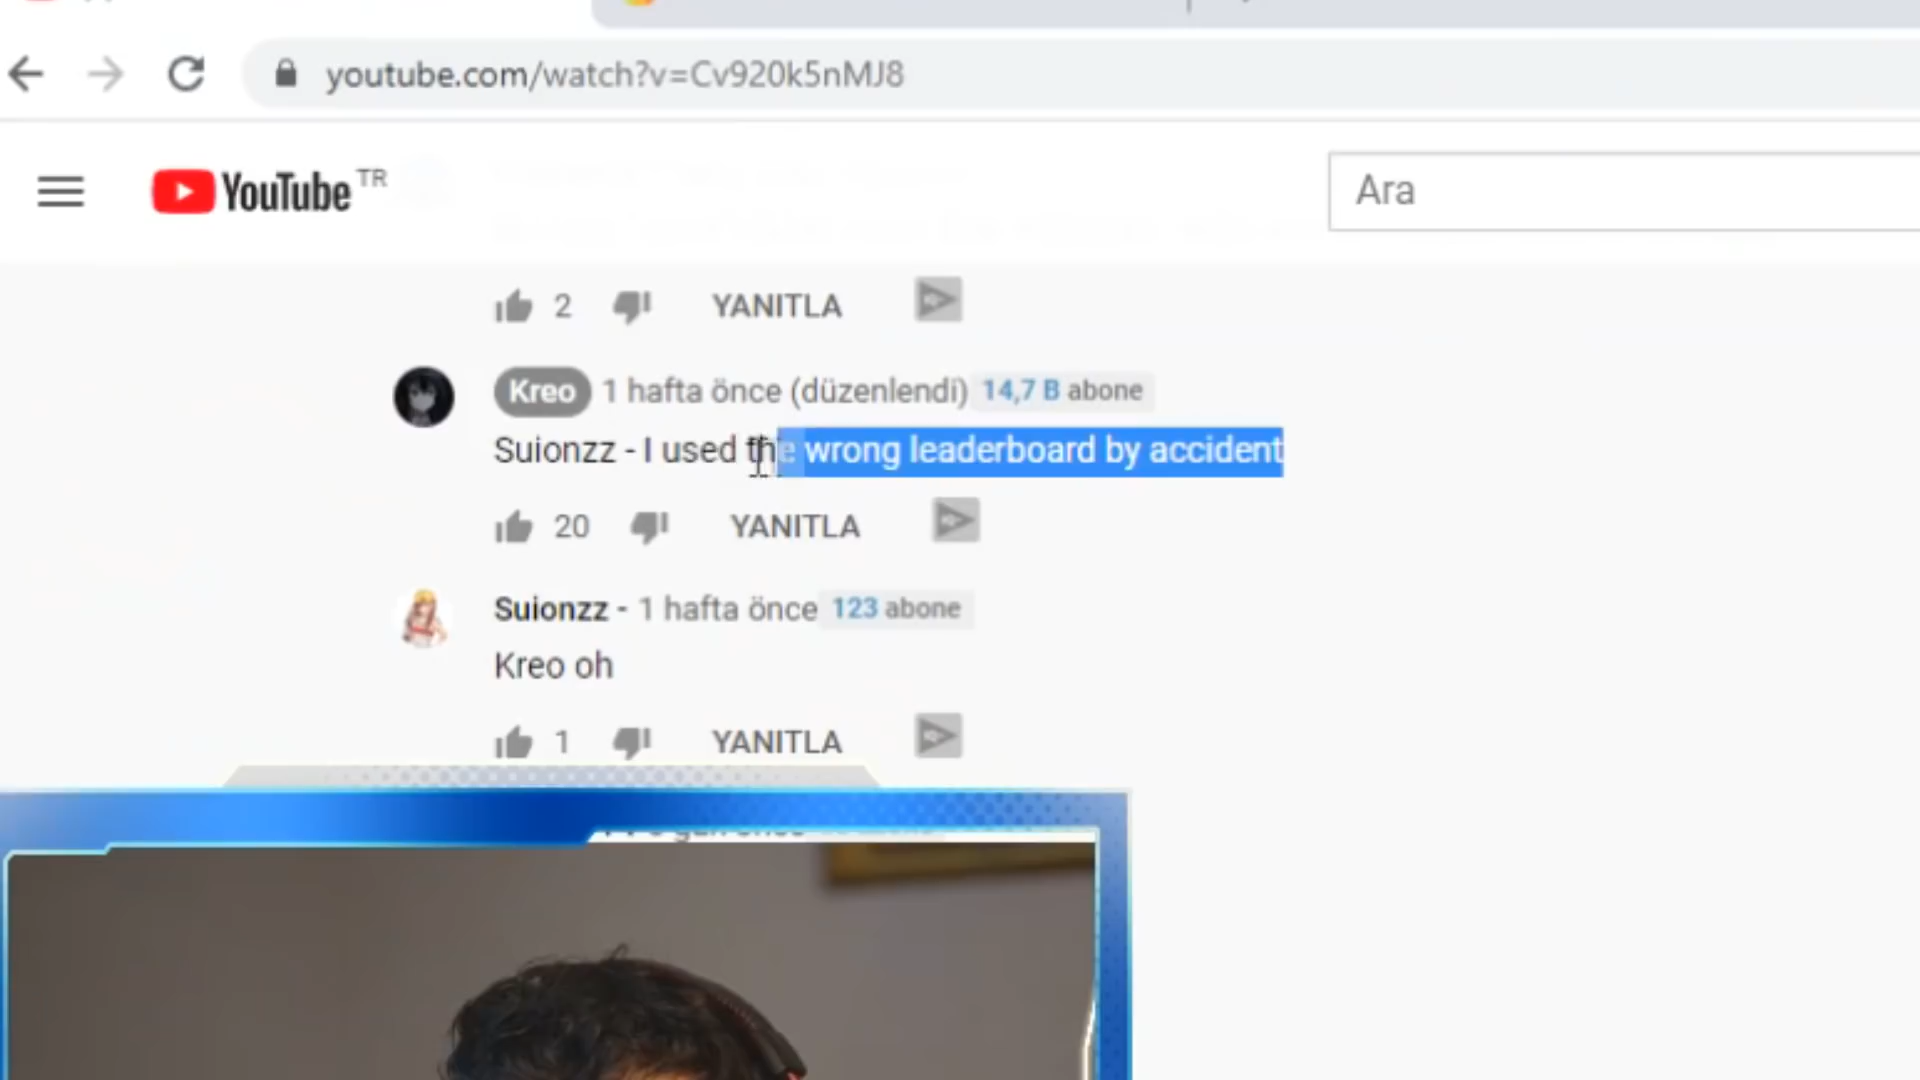 youtube.com/watch?v=Cv920k5nMJ8
YouTube TR
Ara
2 YANITLA
Kreo 1 hafta önce (düzenlendi) 14,7 B abone
Suionzz - I used the wrong leaderboard by accident
20 YANITLA
Suionzz - 1 hafta önce 123 abone
Kreo oh
1 YANITLA